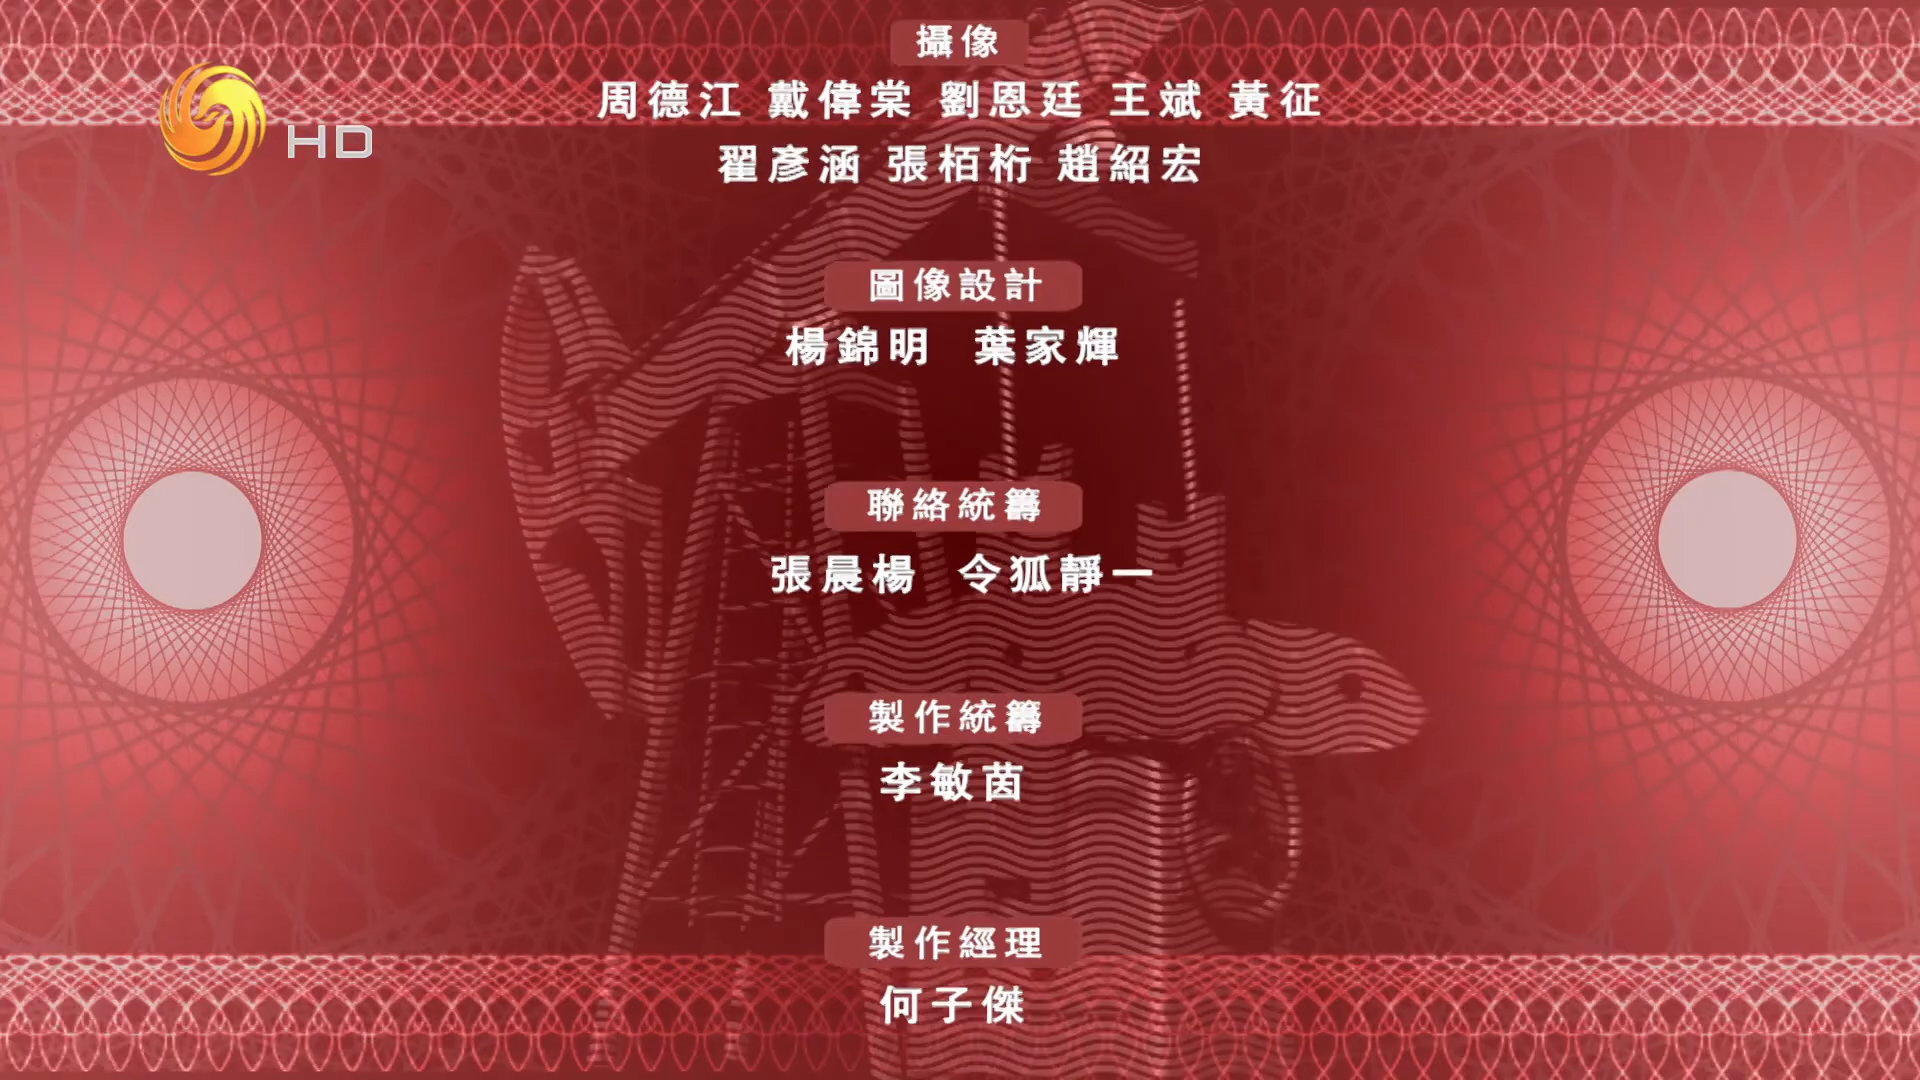 攝像
周德江 戴偉棠 劉恩廷 王斌 黃征
HD
翟彥涵 張栢桁 趙紹宏
圖像設計
楊錦明 葉家輝
聯絡統籌
張晨楊 令狐靜一
製作統籌
李敏茵
製作經理
何子傑